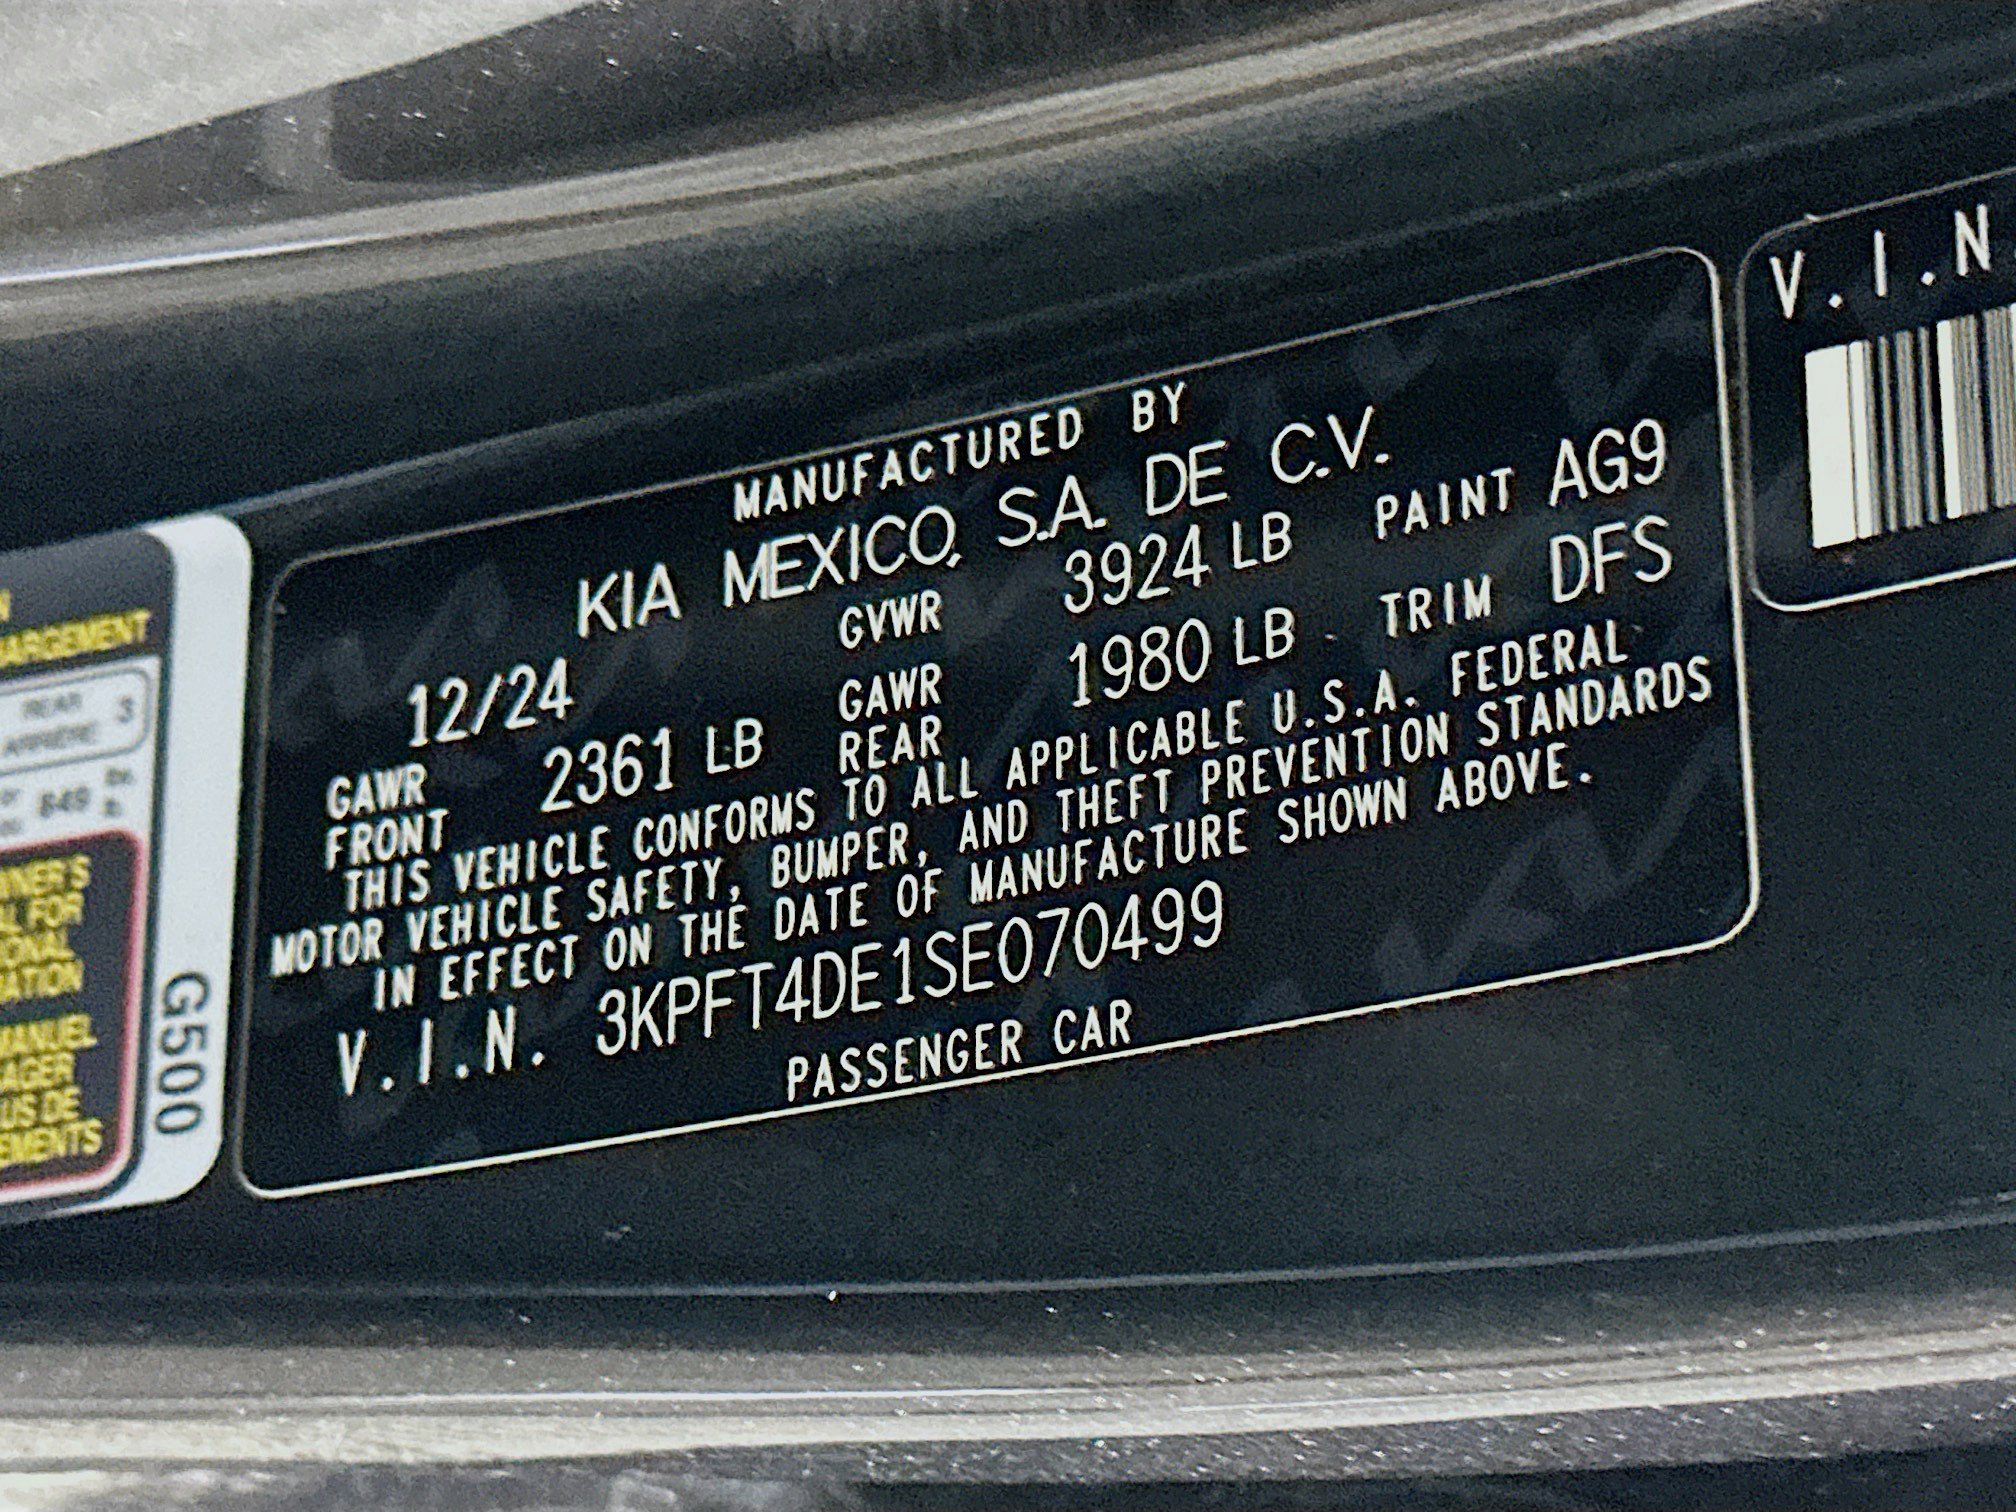 MANUFACTURED BY
KIA MEXICO, S.A. DE C.V.
12/24 GVWR 3924 LB PAINT AG9
GAWR FRONT 2361 LB GAWR REAR 1980 LB TRIM DFS
THIS VEHICLE CONFORMS TO ALL APPLICABLE U.S.A. FEDERAL
MOTOR VEHICLE SAFETY, BUMPER, AND THEFT PREVENTION STANDARDS
IN EFFECT ON THE DATE OF MANUFACTURE SHOWN ABOVE.
V.I.N. 3KPFT4DE1SE070499
PASSENGER CAR
V.I.N.
REAR 3
849
G500